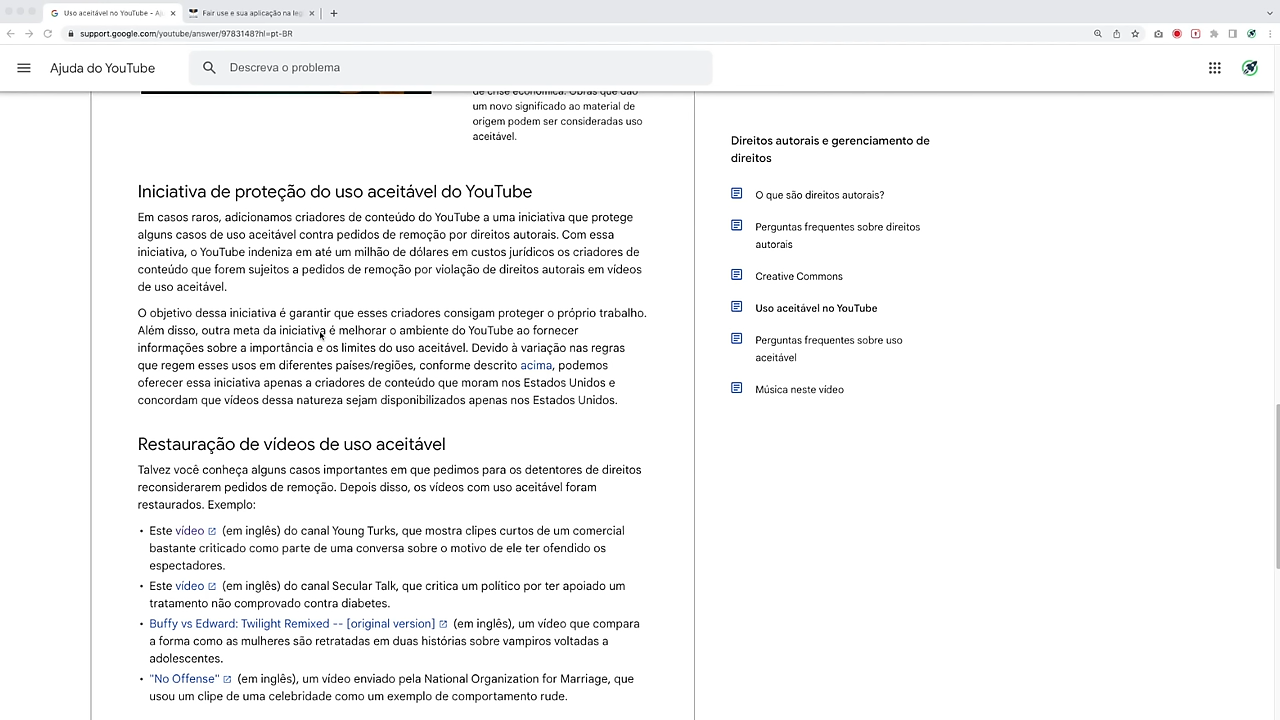 Uso aceitável no YouTube - Aj
Fair use e sua aplicação na leg
support.google.com/youtube/answer/9783148?hl=pt-BR
Ajuda do YouTube
Descreva o problema
de crise econômica. Obras que dão
um novo significado ao material de
origem podem ser consideradas uso
aceitável.
Iniciativa de proteção do uso aceitável do YouTube
Em casos raros, adicionamos criadores de conteúdo do YouTube a uma iniciativa que protege
alguns casos de uso aceitável contra pedidos de remoção por direitos autorais. Com essa
iniciativa, o YouTube indeniza em até um milhão de dólares em custos jurídicos os criadores de
conteúdo que forem sujeitos a pedidos de remoção por violação de direitos autorais em vídeos
de uso aceitável.
O objetivo dessa iniciativa é garantir que esses criadores consigam proteger o próprio trabalho.
Além disso, outra meta da iniciativa é melhorar o ambiente do YouTube ao fornecer
informações sobre a importância e os limites do uso aceitável. Devido à variação nas regras
que regem esses usos em diferentes países/regiões, conforme descrito acima, podemos
oferecer essa iniciativa apenas a criadores de conteúdo que moram nos Estados Unidos e
concordam que vídeos dessa natureza sejam disponibilizados apenas nos Estados Unidos.
Restauração de vídeos de uso aceitável
Talvez você conheça alguns casos importantes em que pedimos para os detentores de direitos
reconsiderarem pedidos de remoção. Depois disso, os vídeos com uso aceitável foram
restaurados. Exemplo:
• Este vídeo (em inglês) do canal Young Turks, que mostra clipes curtos de um comercial
bastante criticado como parte de uma conversa sobre o motivo de ele ter ofendido os
espectadores.
• Este vídeo (em inglês) do canal Secular Talk, que critica um político por ter apoiado um
tratamento não comprovado contra diabetes.
• Buffy vs Edward: Twilight Remixed -- [original version] (em inglês), um vídeo que compara
a forma como as mulheres são retratadas em duas histórias sobre vampiros voltadas a
adolescentes.
• "No Offense" (em inglês), um vídeo enviado pela National Organization for Marriage, que
usou um clipe de uma celebridade como um exemplo de comportamento rude.
Direitos autorais e gerenciamento de
direitos
O que são direitos autorais?
Perguntas frequentes sobre direitos
autorais
Creative Commons
Uso aceitável no YouTube
Perguntas frequentes sobre uso
aceitável
Música neste vídeo